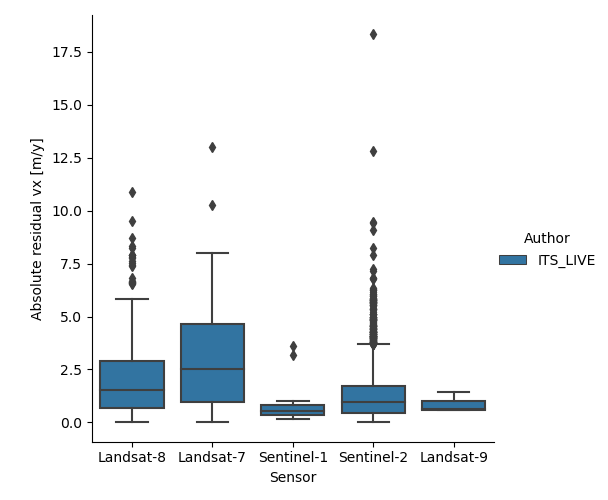 17.5
15.0
12.5
10.0
7.5
5.0
2.5
0.0
Absolute residual vx [m/y]
Landsat-8 Landsat-7 Sentinel-1 Sentinel-2 Landsat-9
Sensor
Author
ITS_LIVE